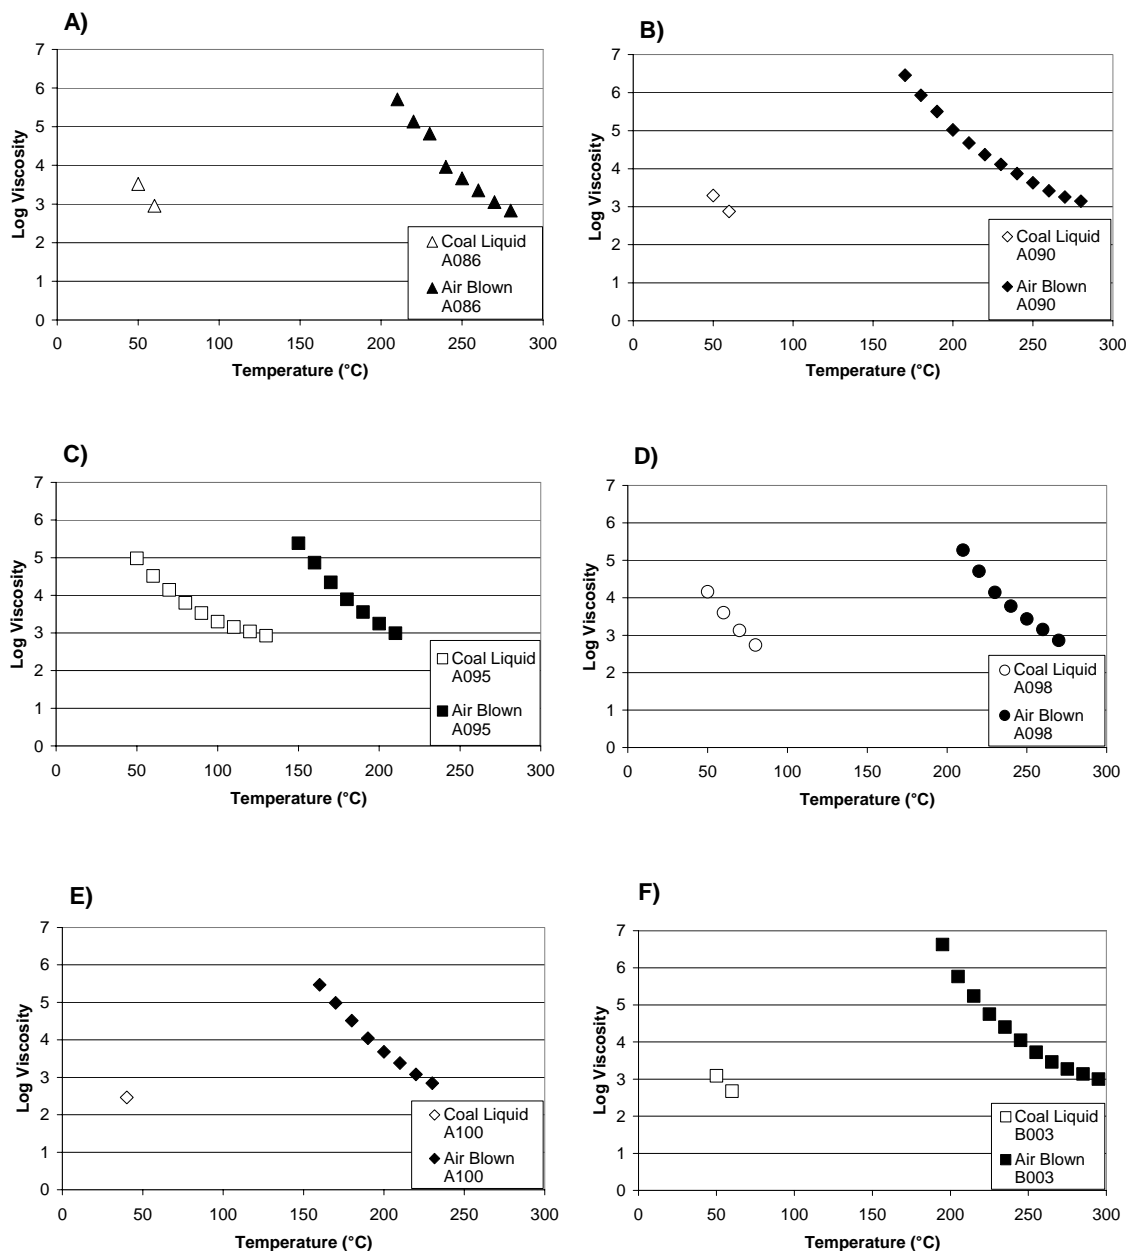 A)
7
6
5
4
3
2
1
0
Log Viscosity
0 50 100 150 200 250 300
Temperature (°C)
Coal Liquid
A086
Air Blown
A086
B)
7
6
5
4
3
2
1
0
Log Viscosity
0 50 100 150 200 250 300
Temperature (°C)
Coal Liquid
A090
Air Blown
A090
C)
7
6
5
4
3
2
1
0
Log Viscosity
0 50 100 150 200 250 300
Temperature (°C)
Coal Liquid
A095
Air Blown
A095
D)
7
6
5
4
3
2
1
0
Log Viscosity
0 50 100 150 200 250 300
Temperature (°C)
Coal Liquid
A098
Air Blown
A098
E)
7
6
5
4
3
2
1
0
Log Viscosity
0 50 100 150 200 250 300
Temperature (°C)
Coal Liquid
A100
Air Blown
A100
F)
7
6
5
4
3
2
1
0
Log Viscosity
0 50 100 150 200 250 300
Temperature (°C)
Coal Liquid
B003
Air Blown
B003